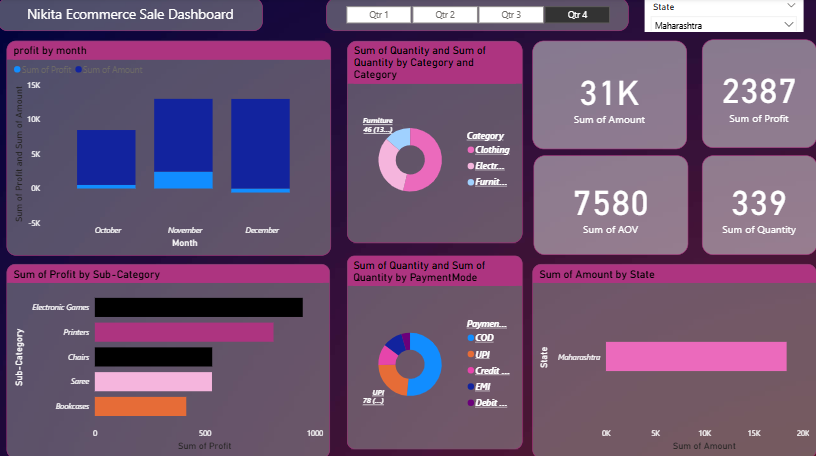 Nikita Ecommerce Sale Dashboard
Qtr 1
Qtr 2
Qtr 3
Qtr 4
State
Maharashtra
profit by month
Sum of Profit
Sum of Amount
Sum of Profit and Sum of Amount
15K
10K
5K
0K
-5K
October
November
December
Month
Sum of Quantity and Sum of
Quantity by Category and
Category
Furniture
46 (13...)
Category
Clothing
Electr...
Furnit...
31K
Sum of Amount
2387
Sum of Profit
7580
Sum of AOV
339
Sum of Quantity
Sum of Profit by Sub-Category
Sub-Category
Electronic Games
Printers
Chairs
Saree
Bookcases
0
500
1000
Sum of Profit
Sum of Quantity and Sum of
Quantity by PaymentMode
UPI
78 (...)
Paymen...
COD
UPI
Credit ...
EMI
Debit ...
Sum of Amount by State
State
Maharashtra
0K
5K
10K
15K
20K
Sum of Amount